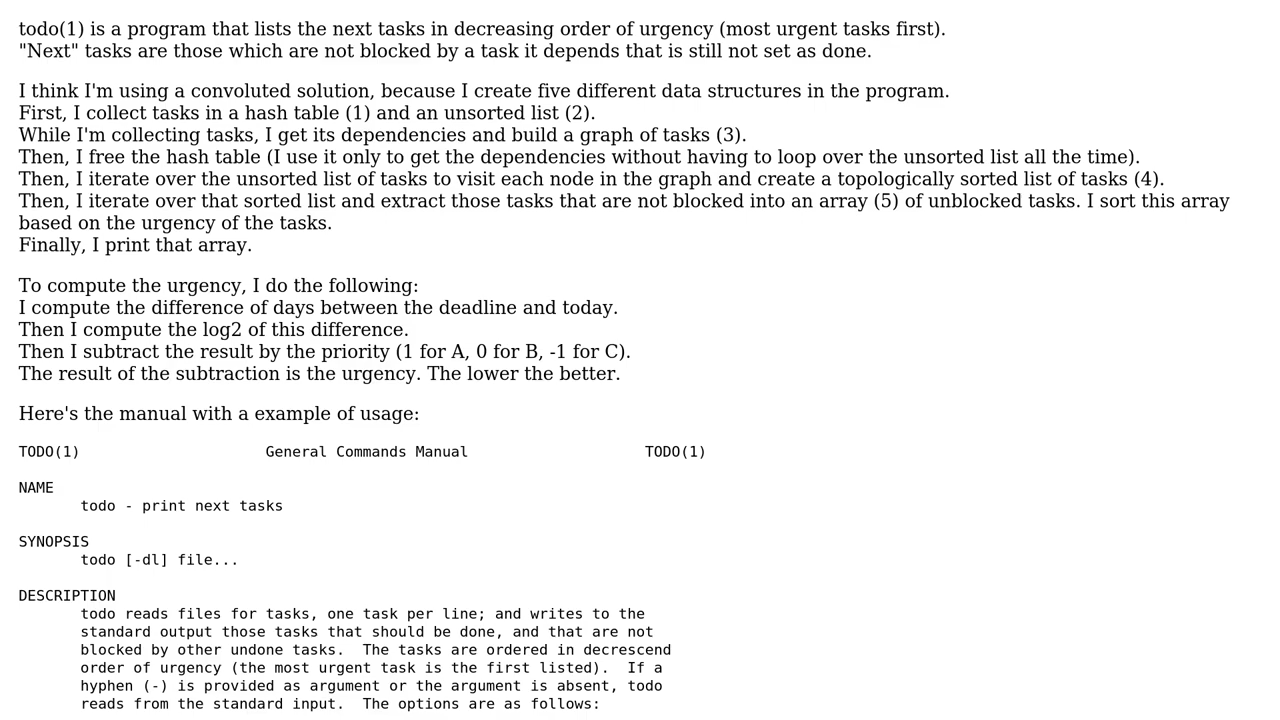 todo(1) is a program that lists the next tasks in decreasing order of urgency (most urgent tasks first).
"Next" tasks are those which are not blocked by a task it depends that is still not set as done.
I think I'm using a convoluted solution, because I create five different data structures in the program.
First, I collect tasks in a hash table (1) and an unsorted list (2).
While I'm collecting tasks, I get its dependencies and build a graph of tasks (3).
Then, I free the hash table (I use it only to get the dependencies without having to loop over the unsorted list all the time).
Then, I iterate over the unsorted list of tasks to visit each node in the graph and create a topologically sorted list of tasks (4).
Then, I iterate over that sorted list and extract those tasks that are not blocked into an array (5) of unblocked tasks. I sort this array
based on the urgency of the tasks.
Finally, I print that array.
To compute the urgency, I do the following:
I compute the difference of days between the deadline and today.
Then I compute the log2 of this difference.
Then I subtract the result by the priority (1 for A, 0 for B, -1 for C).
The result of the subtraction is the urgency. The lower the better.
Here's the manual with a example of usage:
TODO(1) General Commands Manual TODO(1)
NAME
todo - print next tasks
SYNOPSIS
todo [-dl] file...
DESCRIPTION
todo reads files for tasks, one task per line; and writes to the
standard output those tasks that should be done, and that are not
blocked by other undone tasks. The tasks are ordered in decrescend
order of urgency (the most urgent task is the first listed). If a
hyphen (-) is provided as argument or the argument is absent, todo
reads from the standard input. The options are as follows: